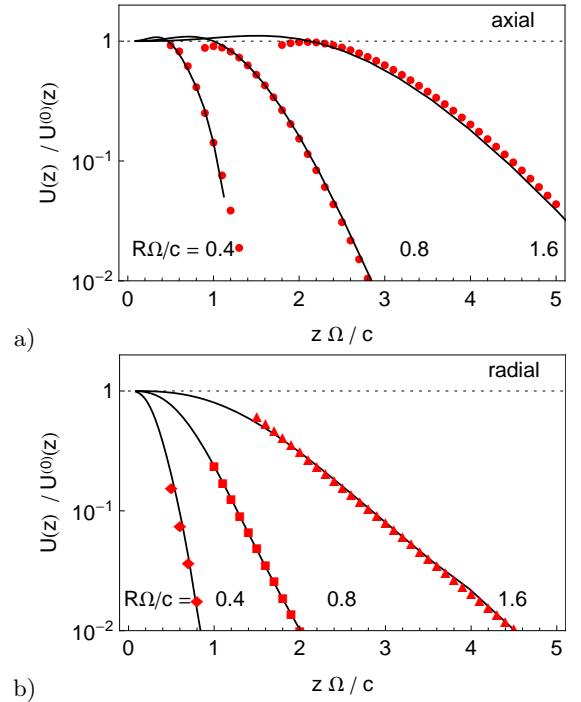 axial
1
10⁻¹
10⁻²
U(z) / U⁽⁰⁾(z)
RΩ/c = 0.4 0.8 1.6
0 1 2 3 4 5
z Ω / c
a)
radial
1
10⁻¹
10⁻²
U(z) / U⁽⁰⁾(z)
RΩ/c = 0.4 0.8 1.6
0 1 2 3 4 5
z Ω / c
b)